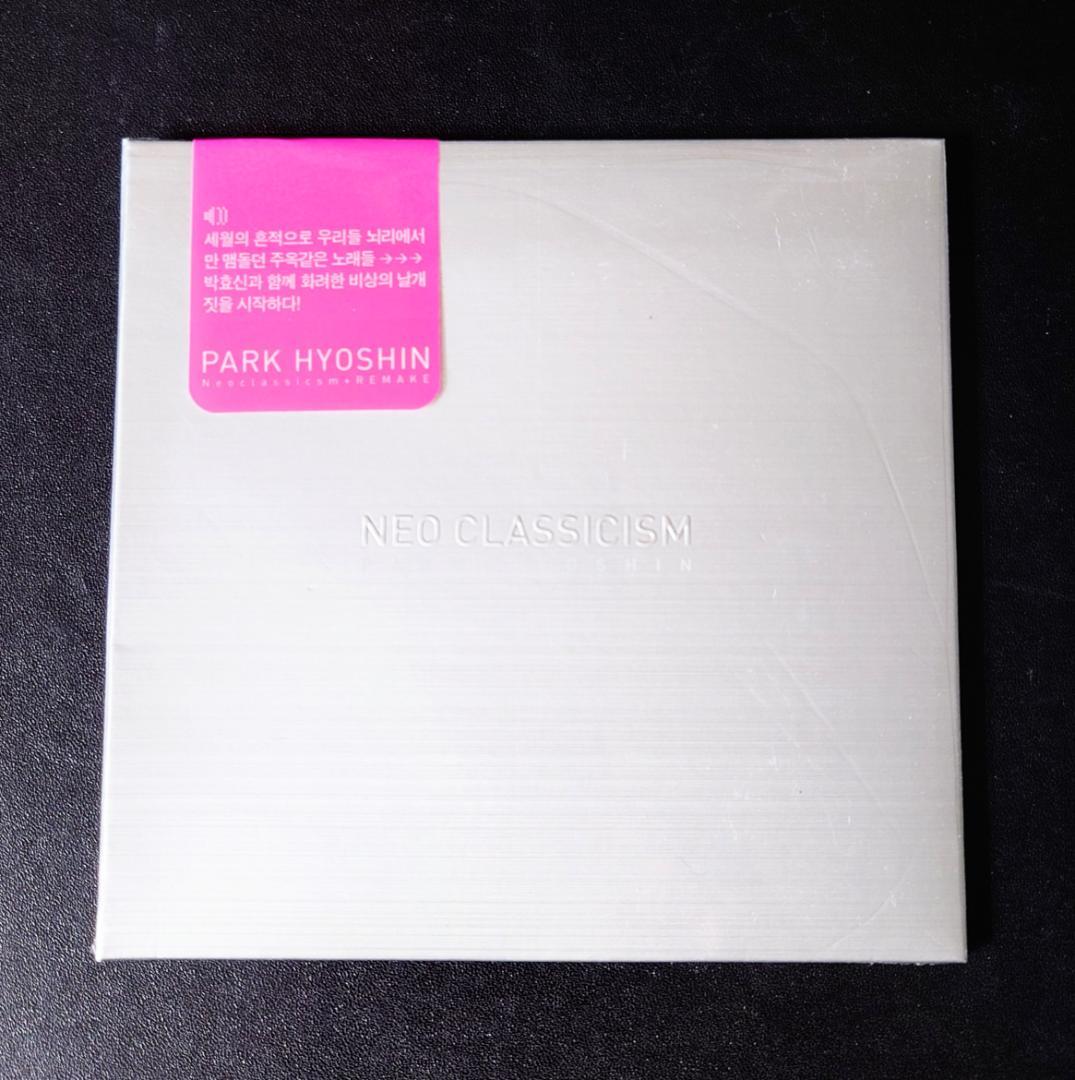 세월의 흔적으로 우리들 뇌리에서
만 맴돌던 주옥같은 노래들 →→→
박효신과 함께 화려한 비상의 날개
짓을 시작하다!
PARK HYOSHIN
Neoclassicsm+REMAKE
NEO CLASSICISM
HYOSHIN